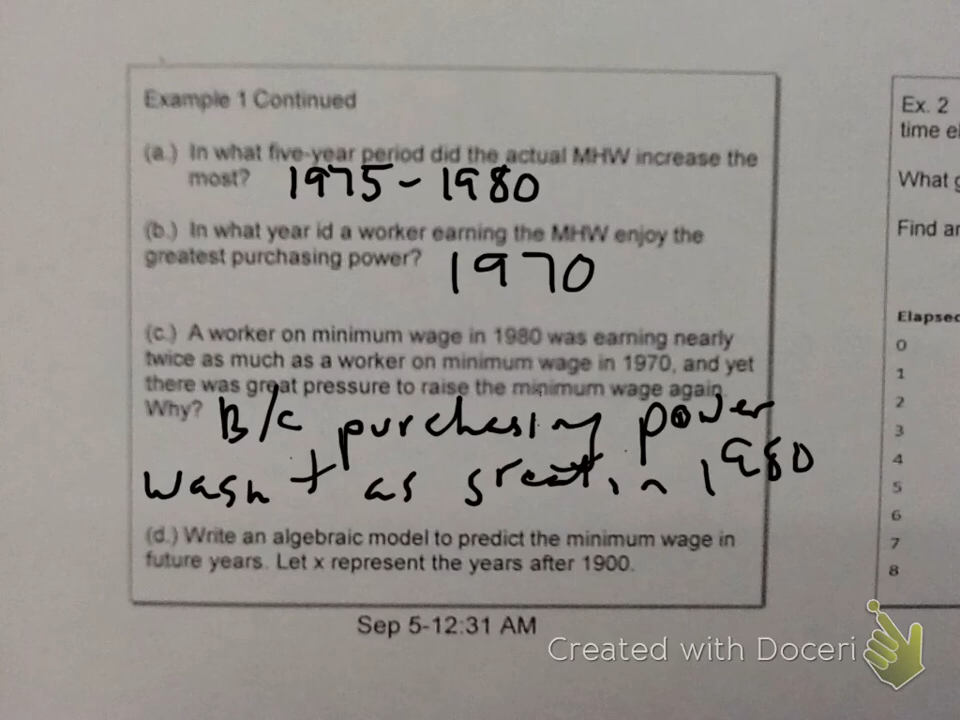 Example 1 Continued
(a.) In what five-year period did the actual MHW increase the
most? 1975-1980
(b.) In what year id a worker earning the MHW enjoy the
greatest purchasing power? 1970
(c.) A worker on minimum wage in 1980 was earning nearly
twice as much as a worker on minimum wage in 1970, and yet
there was great pressure to raise the minimum wage again.
Why? B/c purchasing power
wasn't as great in 1980
(d.) Write an algebraic model to predict the minimum wage in
future years. Let x represent the years after 1900.
Sep 5-12:31 AM
Ex. 2
time el
What g
Find an
Elapsed
0
1
2
3
4
5
6
7
8
Created with Doceri